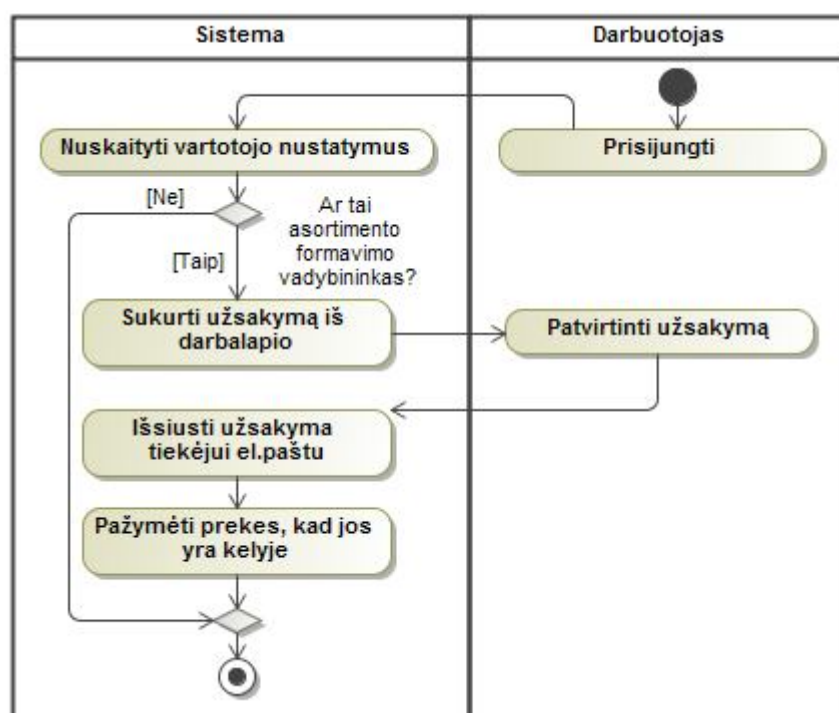 Sistema
Darbuotojas
Nuskaityti vartotojo nustatymus
Prisijungti
[Ne]
Ar tai
asortimento
formavimo
vadybininkas?
[Taip]
Sukurti užsakymą iš
darbalapio
Patvirtinti užsakymą
Išsiusti užsakyma
tiekėjui el.paštu
Pažymėti prekes, kad jos
yra kelyje